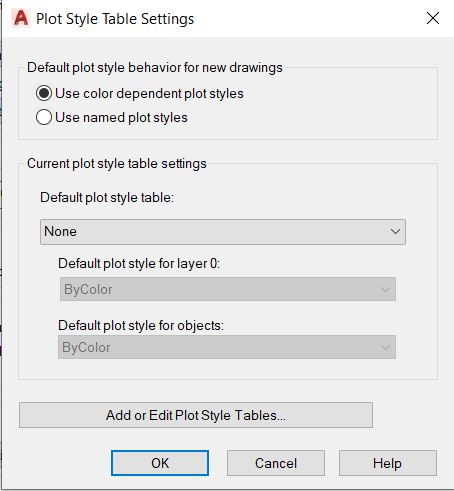 Plot Style Table Settings
Default plot style behavior for new drawings
Use color dependent plot styles
Use named plot styles
Current plot style table settings
Default plot style table:
None
Default plot style for layer 0:
ByColor
Default plot style for objects:
ByColor
Add or Edit Plot Style Tables...
OK Cancel Help